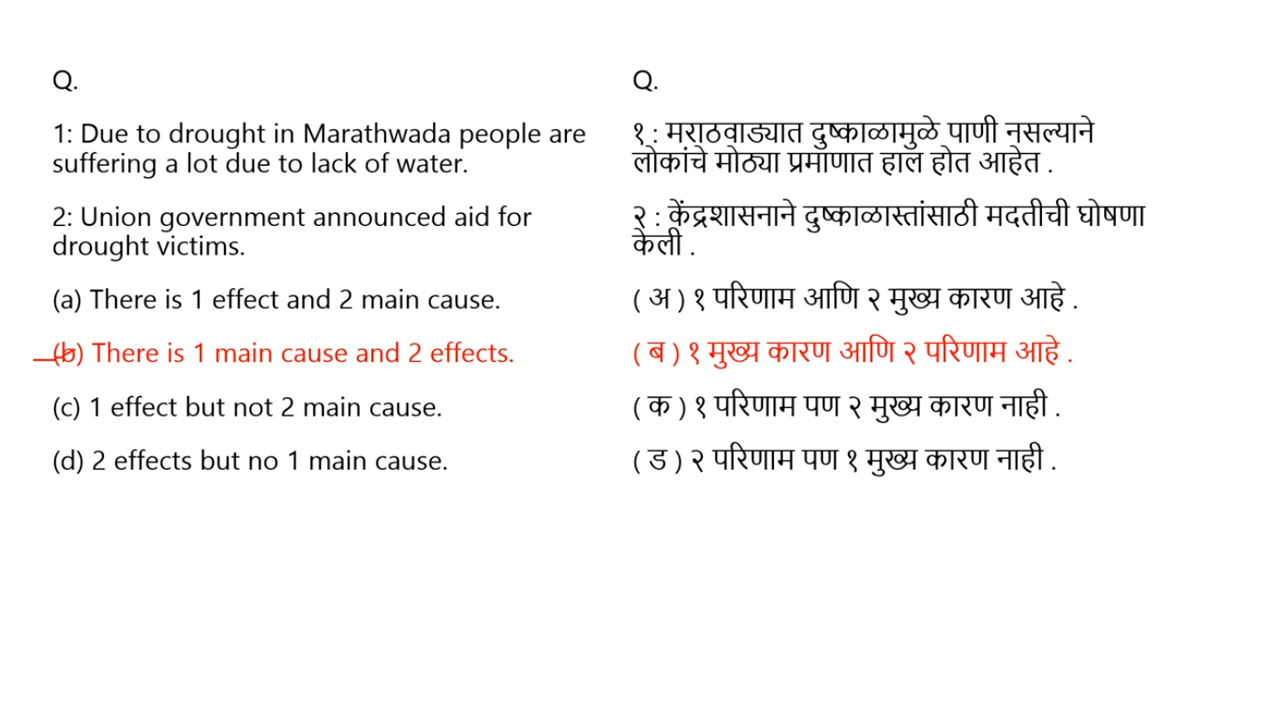 Q.
1: Due to drought in Marathwada people are
suffering a lot due to lack of water.
2: Union government announced aid for
drought victims.
(a) There is 1 effect and 2 main cause.
(b) There is 1 main cause and 2 effects.
(c) 1 effect but not 2 main cause.
(d) 2 effects but no 1 main cause.
Q.
१ : मराठवाड्यात दुष्काळामुळे पाणी नसल्याने
लोकांचे मोठ्या प्रमाणात हाल होत आहेत .
२ : केंद्रशासनाने दुष्काळास्तांसाठी मदतीची घोषणा
केली .
( अ ) १ परिणाम आणि २ मुख्य कारण आहे .
( ब ) १ मुख्य कारण आणि २ परिणाम आहे .
( क ) १ परिणाम पण २ मुख्य कारण नाही .
( ड ) २ परिणाम पण १ मुख्य कारण नाही .